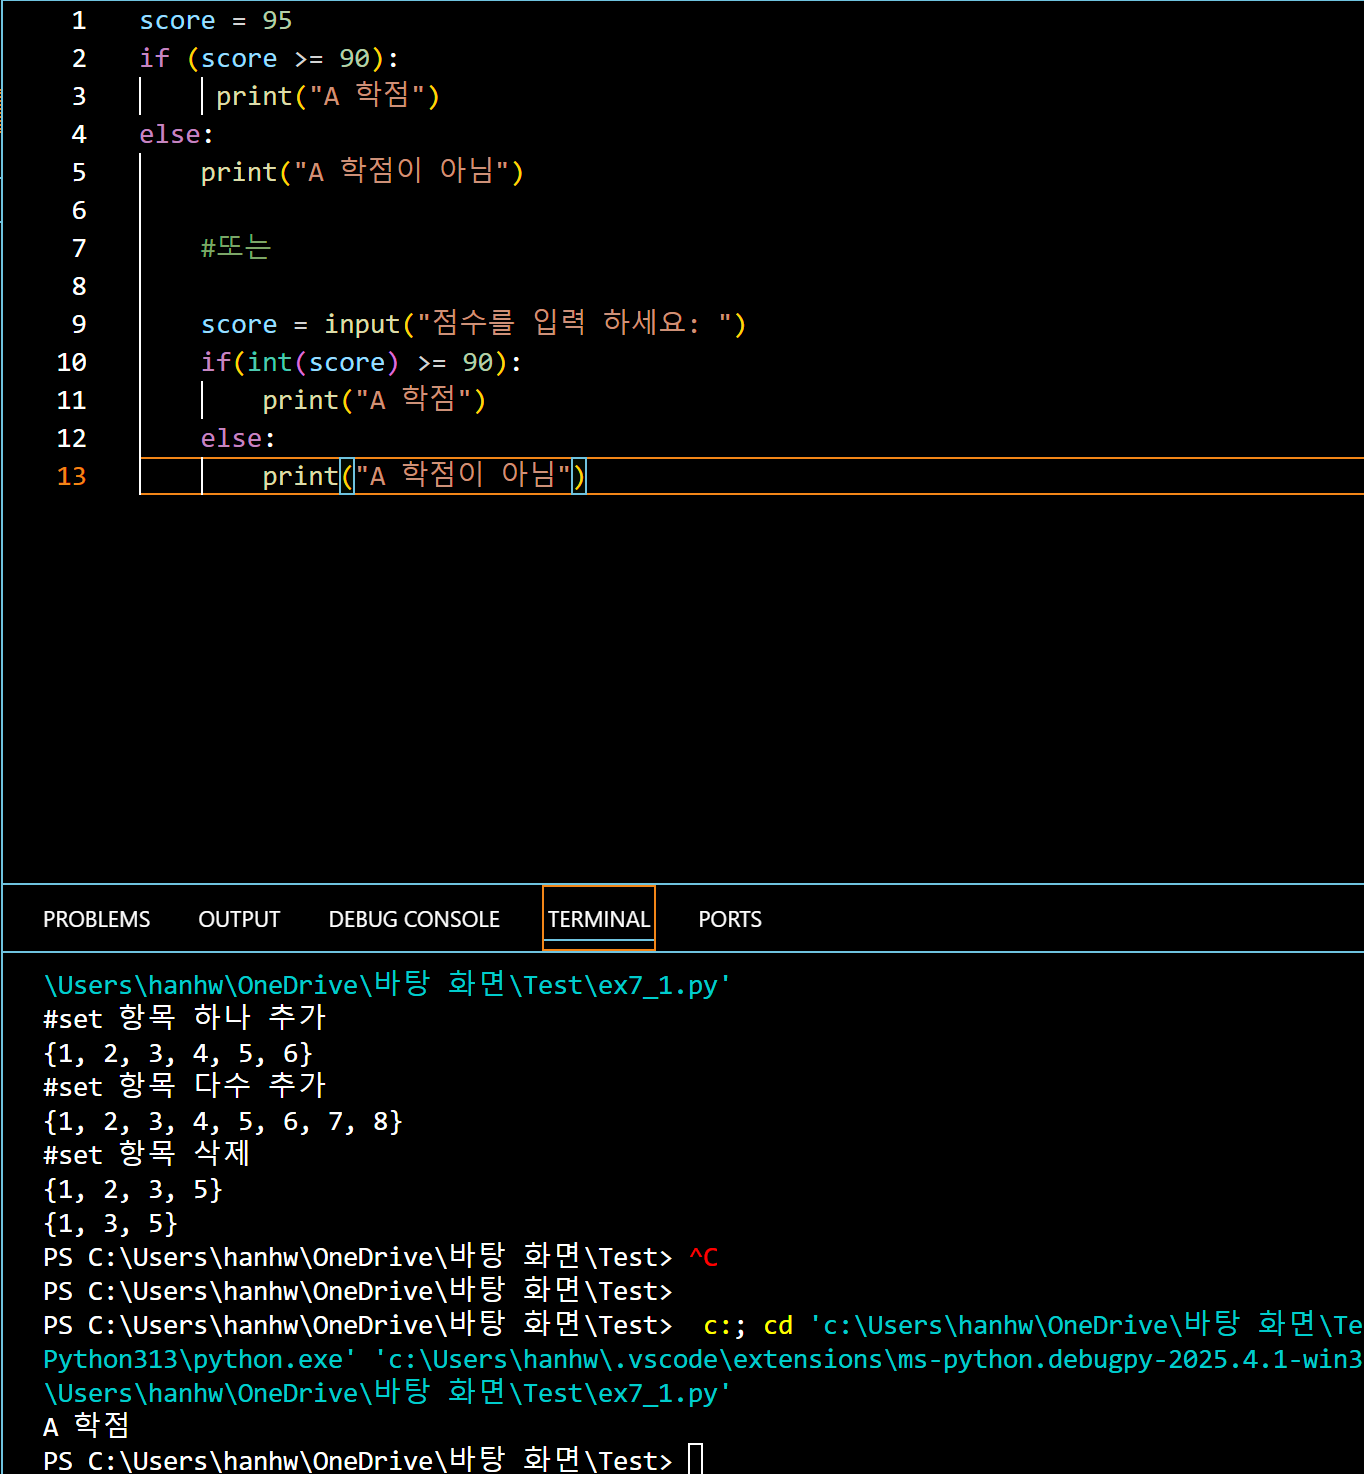 1 score = 95
2 if (score >= 90):
3 print("A 학점")
4 else:
5 print("A 학점이 아님")
6
7 #또는
8
9 score = input("점수를 입력 하세요: ")
10 if(int(score) >= 90):
11 print("A 학점")
12 else:
13 print("A 학점이 아님")
PROBLEMS OUTPUT DEBUG CONSOLE TERMINAL PORTS
\Users\hanhw\OneDrive\바탕 화면\Test\ex7_1.py'
#set 항목 하나 추가
{1, 2, 3, 4, 5, 6}
#set 항목 다수 추가
{1, 2, 3, 4, 5, 6, 7, 8}
#set 항목 삭제
{1, 2, 3, 5}
{1, 3, 5}
PS C:\Users\hanhw\OneDrive\바탕 화면\Test> ^C
PS C:\Users\hanhw\OneDrive\바탕 화면\Test>
PS C:\Users\hanhw\OneDrive\바탕 화면\Test> c:; cd 'c:\Users\hanhw\OneDrive\바탕 화면\Te
Python313\python.exe' 'c:\Users\hanhw\.vscode\extensions\ms-python.debugpy-2025.4.1-win3
\Users\hanhw\OneDrive\바탕 화면\Test\ex7_1.py'
A 학점
PS C:\Users\hanhw\OneDrive\바탕 화면\Test>